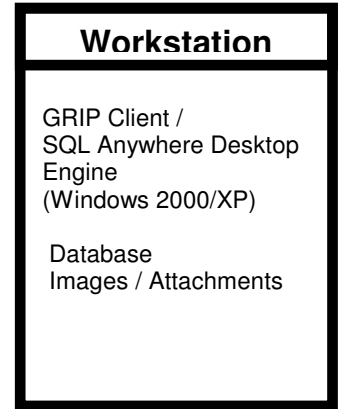 Workstation
GRIP Client /
SQL Anywhere Desktop
Engine
(Windows 2000/XP)
Database
Images / Attachments